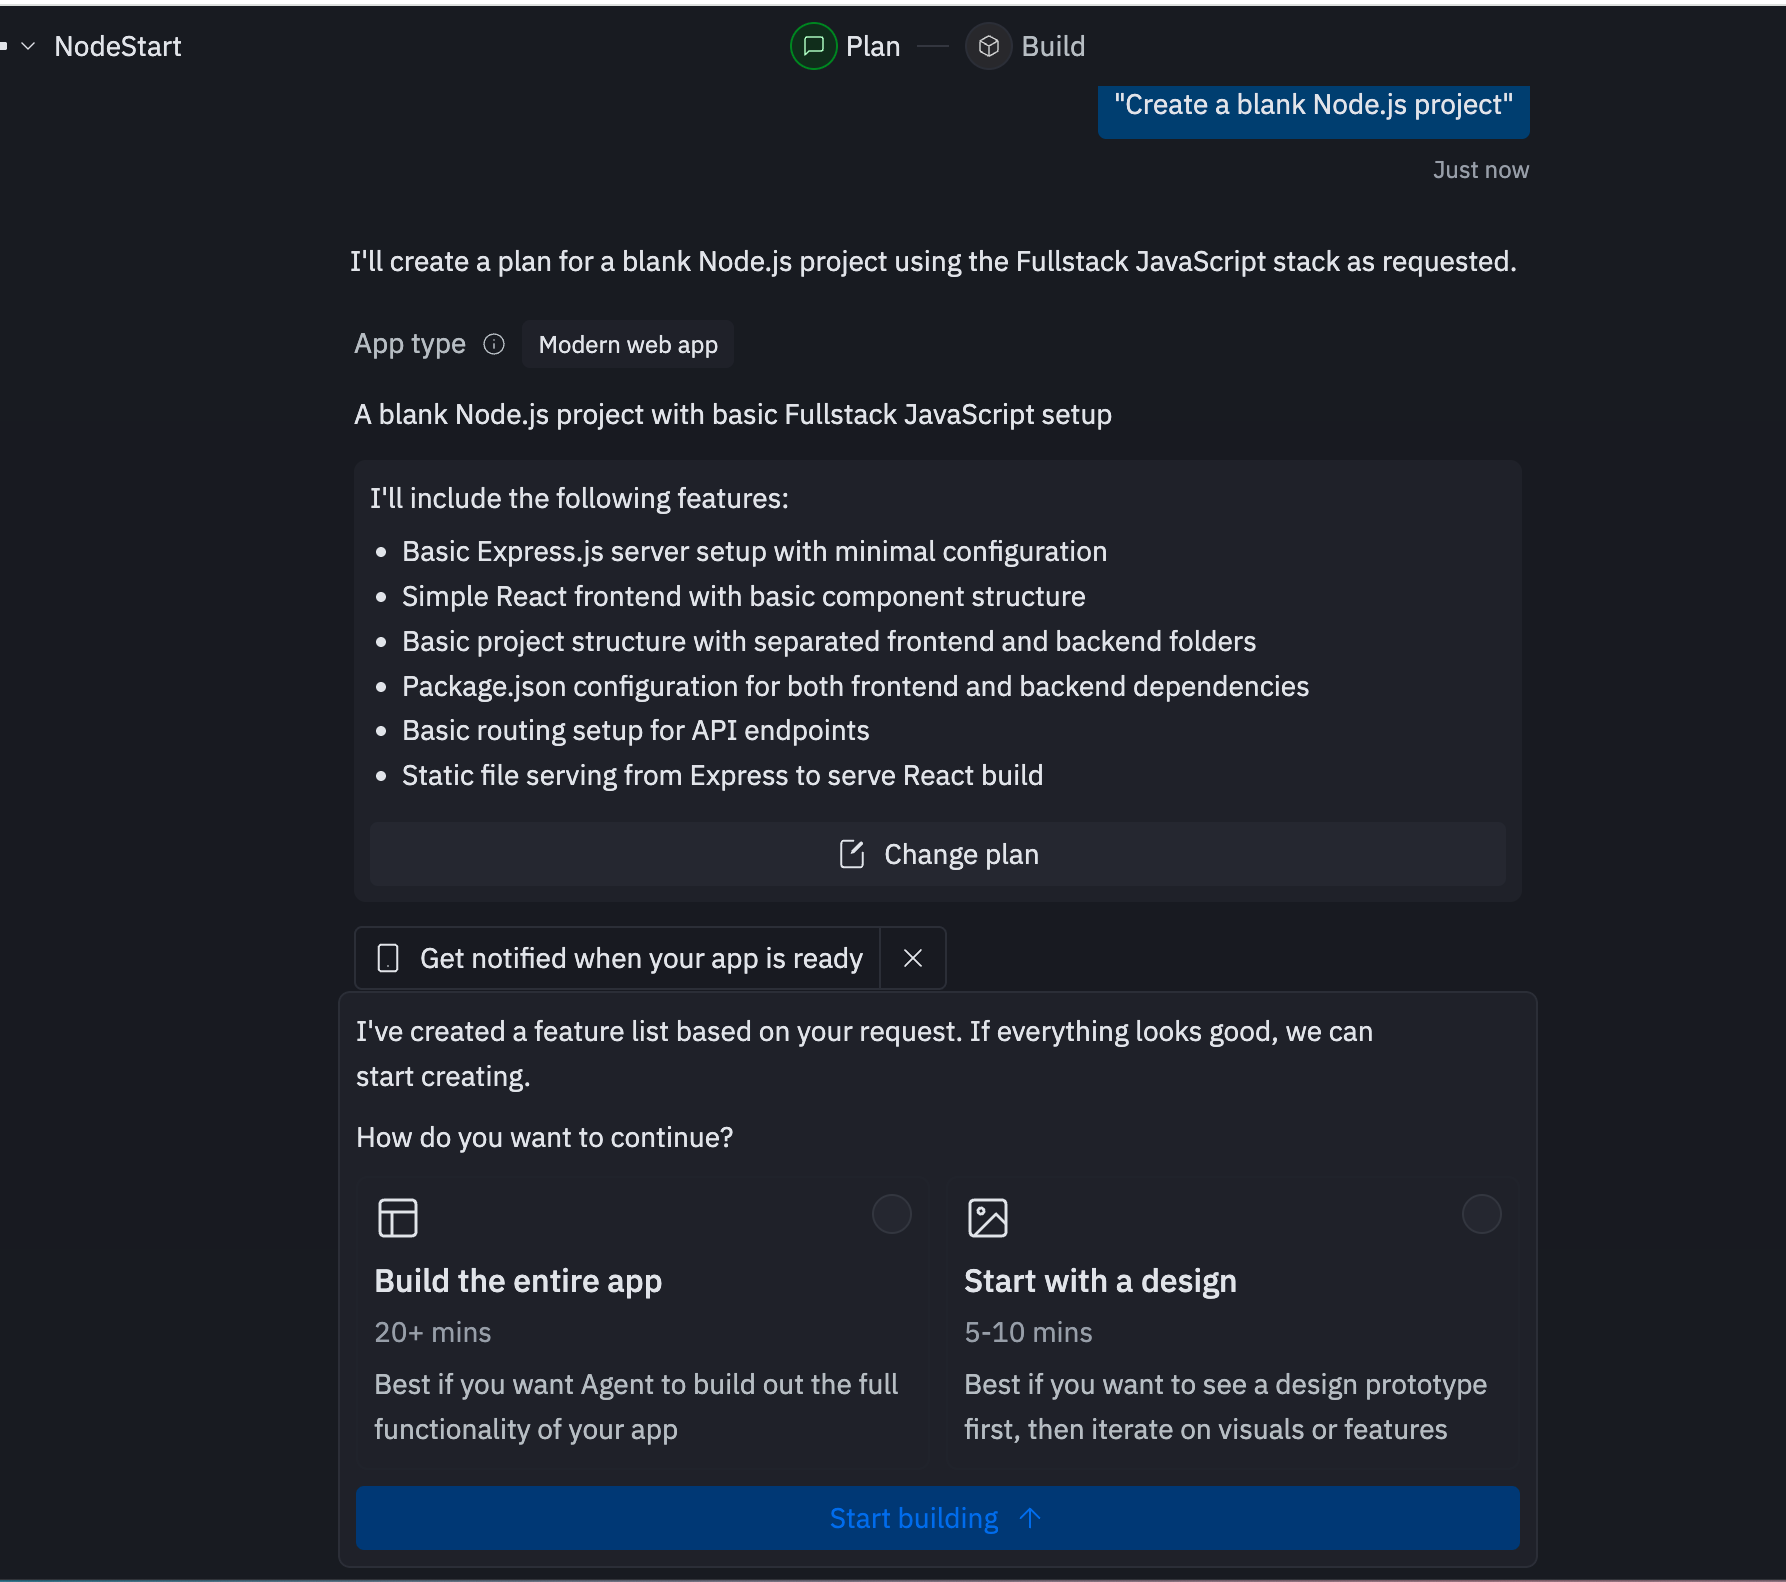 NodeStart
Plan
Build
"Create a blank Node.js project"
Just now
I'll create a plan for a blank Node.js project using the Fullstack JavaScript stack as requested.
App type
Modern web app
A blank Node.js project with basic Fullstack JavaScript setup
I'll include the following features:
• Basic Express.js server setup with minimal configuration
• Simple React frontend with basic component structure
• Basic project structure with separated frontend and backend folders
• Package.json configuration for both frontend and backend dependencies
• Basic routing setup for API endpoints
• Static file serving from Express to serve React build
Change plan
Get notified when your app is ready
I've created a feature list based on your request. If everything looks good, we can
start creating.
How do you want to continue?
Build the entire app
20+ mins
Best if you want Agent to build out the full
functionality of your app
Start with a design
5-10 mins
Best if you want to see a design prototype
first, then iterate on visuals or features
Start building